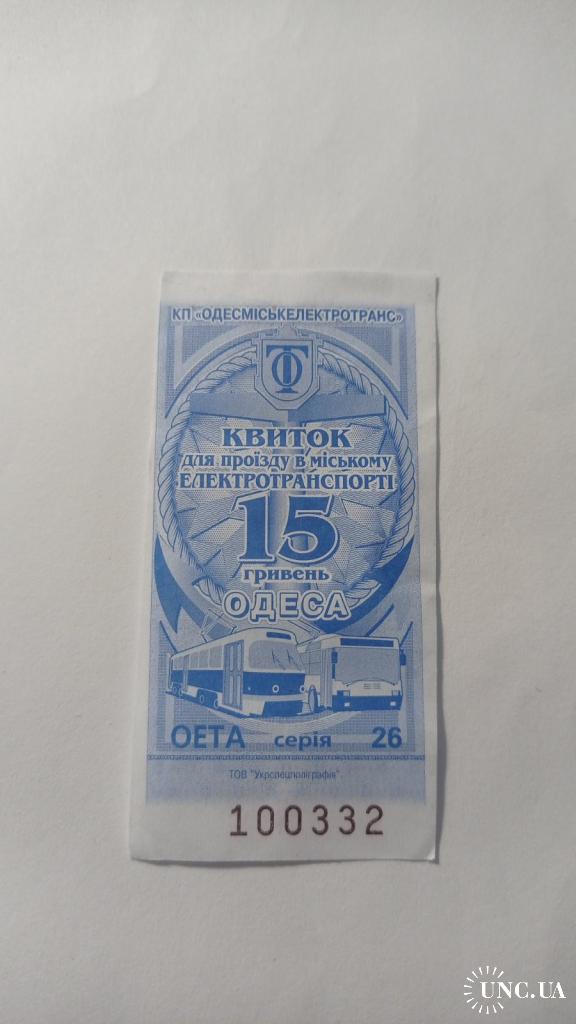 КП «ОДЕСМІСЬКЕЛЕКТРОТРАНС»
КВИТОК
для проїзду в міському
ЕЛЕКТРОТРАНСПОРТІ
15
гривень
ОДЕСА
ОЕТА серія 26
ТОВ "Укрспецполіграфія"
100332
UNC.UA